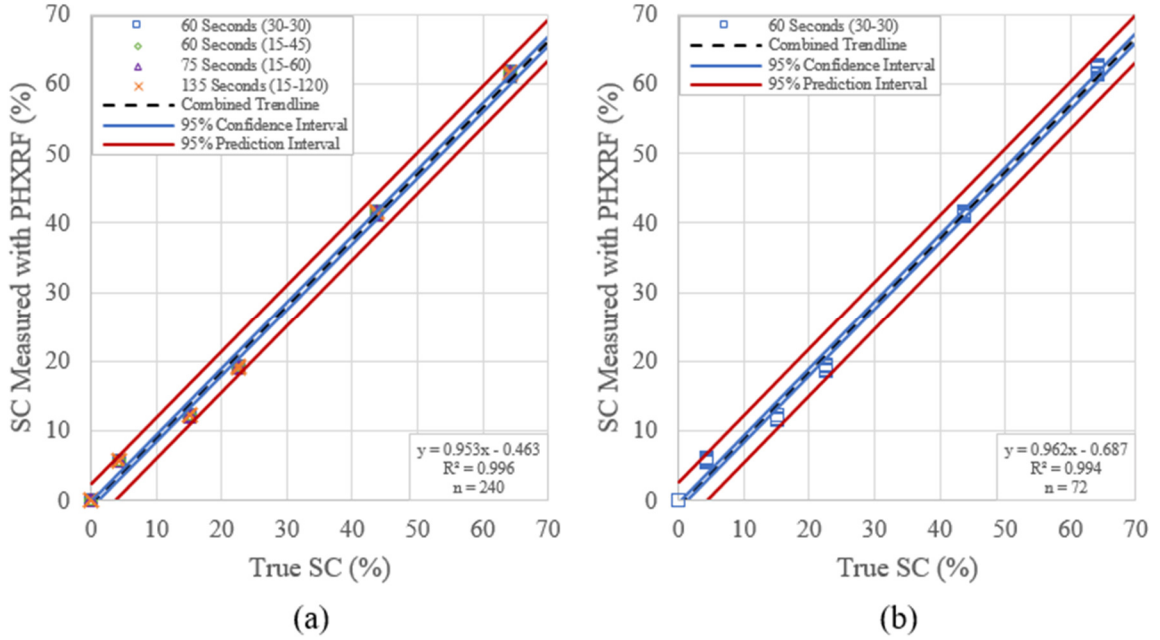 60 Seconds (30-30)
60 Seconds (15-45)
75 Seconds (15-60)
135 Seconds (15-120)
Combined Trendline
95% Confidence Interval
95% Prediction Interval
SC Measured with PHXRF (%)
70
60
50
40
30
20
10
0
y = 0.953x - 0.463
R² = 0.996
n = 240
0 10 20 30 40 50 60 70
True SC (%)
(a)
60 Seconds (30-30)
Combined Trendline
95% Confidence Interval
95% Prediction Interval
SC Measured with PHXRF (%)
70
60
50
40
30
20
10
0
y = 0.962x - 0.687
R² = 0.994
n = 72
0 10 20 30 40 50 60 70
True SC (%)
(b)